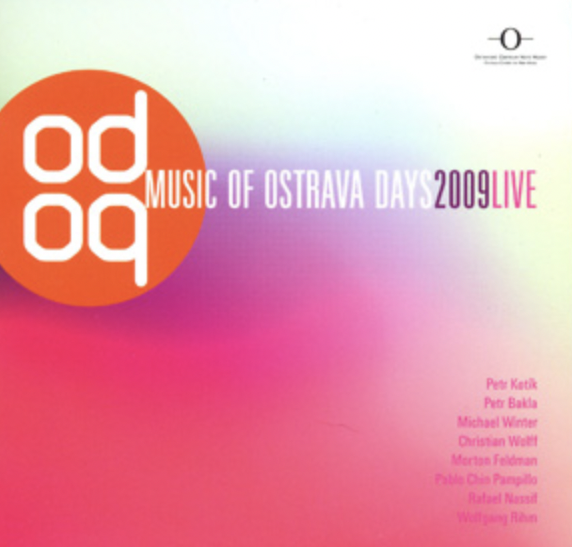 O
od
oq
MUSIC OF OSTRAVA DAYS2009LIVE
Petr Kotík
Petr Bakla
Michael Winter
Christian Wolff
Morton Feldman
Pablo Chin Pampillo
Rafael Nassif
Wolfgang Rihm